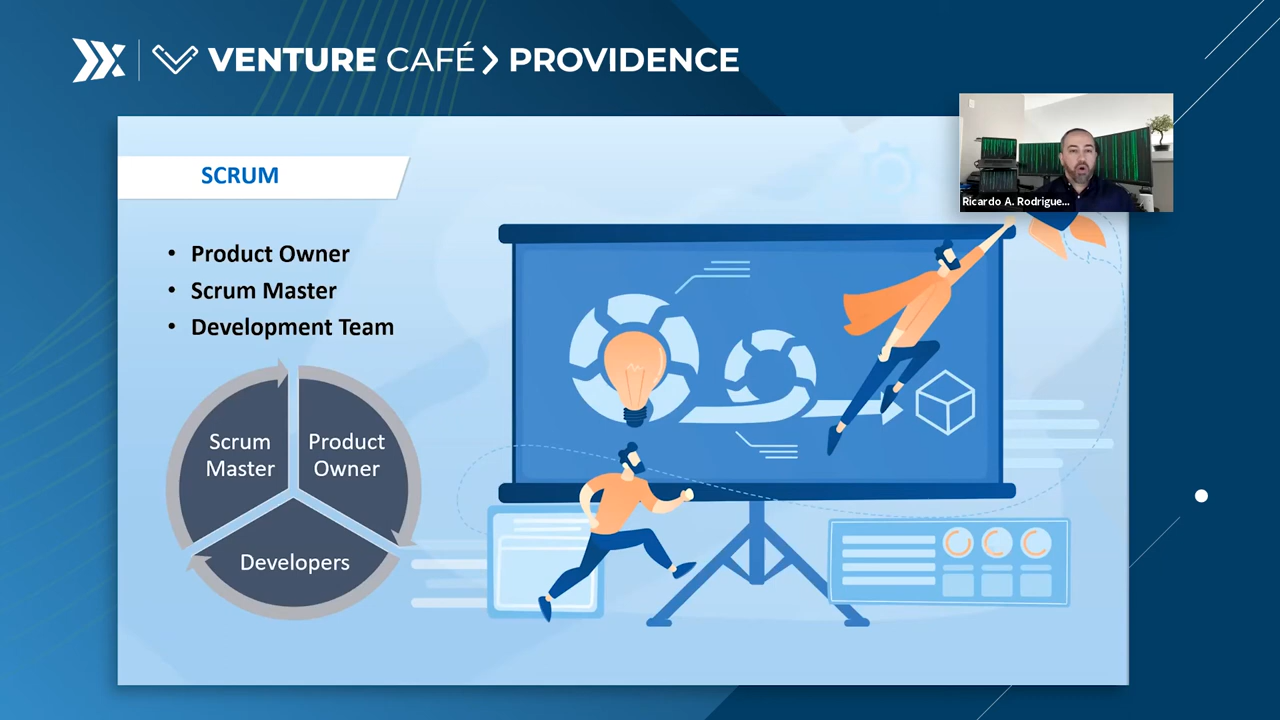 VENTURE CAFÉ PROVIDENCE
Ricardo A. Rodrigue...
SCRUM
• Product Owner
• Scrum Master
• Development Team
Scrum
Master
Product
Owner
Developers